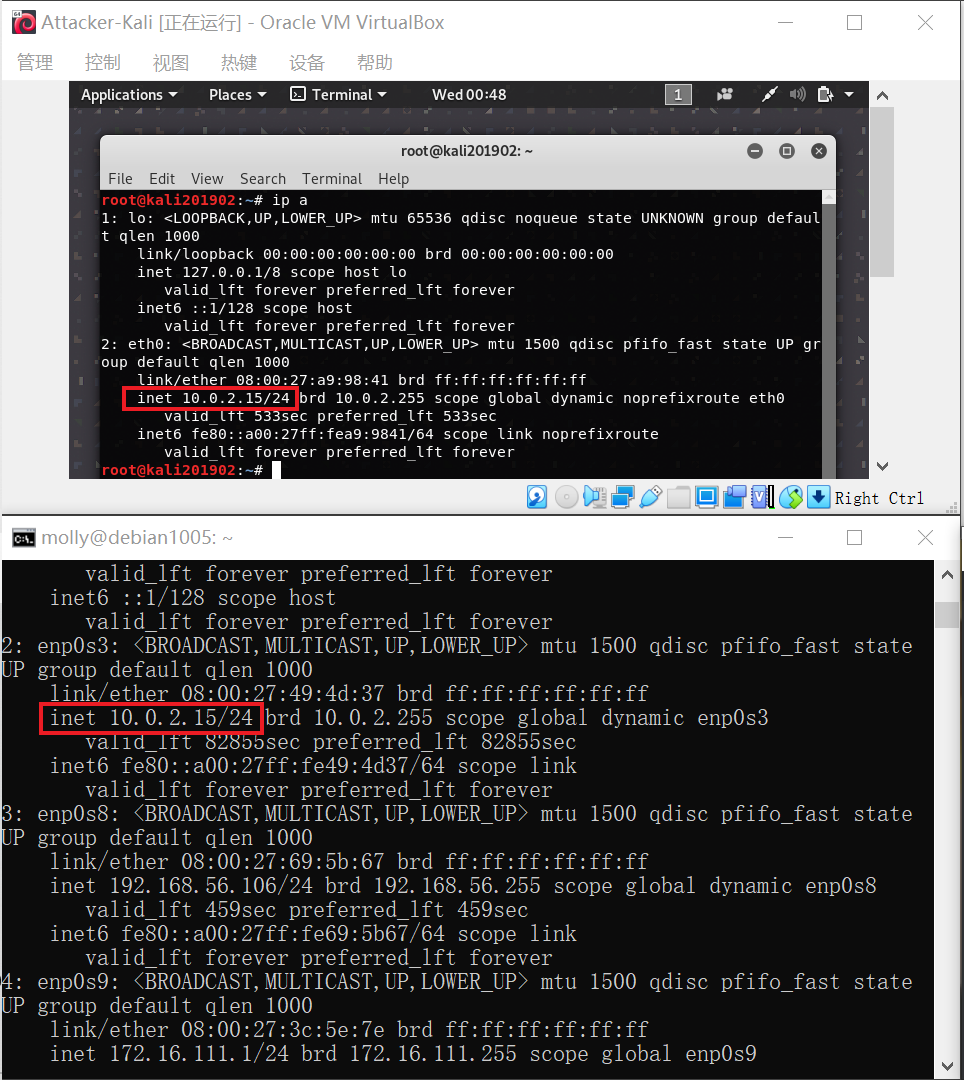 Attacker-Kali [正在运行] - Oracle VM VirtualBox
管理 控制 视图 热键 设备 帮助
Applications Places Terminal Wed 00:48 1
root@kali201902: ~
File Edit View Search Terminal Help
root@kali201902:~# ip a
1: lo: <LOOPBACK,UP,LOWER_UP> mtu 65536 qdisc noqueue state UNKNOWN group defaul
t qlen 1000
link/loopback 00:00:00:00:00:00 brd 00:00:00:00:00:00
inet 127.0.0.1/8 scope host lo
valid_lft forever preferred_lft forever
inet6 ::1/128 scope host
valid_lft forever preferred_lft forever
2: eth0: <BROADCAST,MULTICAST,UP,LOWER_UP> mtu 1500 qdisc pfifo_fast state UP gr
oup default qlen 1000
link/ether 08:00:27:a9:98:41 brd ff:ff:ff:ff:ff:ff
inet 10.0.2.15/24 brd 10.0.2.255 scope global dynamic noprefixroute eth0
valid_lft 533sec preferred_lft 533sec
inet6 fe80::a00:27ff:fea9:9841/64 scope link noprefixroute
valid_lft forever preferred_lft forever
root@kali201902:~#
Right Ctrl
molly@debian1005: ~
valid_lft forever preferred_lft forever
inet6 ::1/128 scope host
valid_lft forever preferred_lft forever
2: enp0s3: <BROADCAST,MULTICAST,UP,LOWER_UP> mtu 1500 qdisc pfifo_fast state
UP group default qlen 1000
link/ether 08:00:27:49:4d:37 brd ff:ff:ff:ff:ff:ff
inet 10.0.2.15/24 brd 10.0.2.255 scope global dynamic enp0s3
valid_lft 82855sec preferred_lft 82855sec
inet6 fe80::a00:27ff:fe49:4d37/64 scope link
valid_lft forever preferred_lft forever
3: enp0s8: <BROADCAST,MULTICAST,UP,LOWER_UP> mtu 1500 qdisc pfifo_fast state
UP group default qlen 1000
link/ether 08:00:27:69:5b:67 brd ff:ff:ff:ff:ff:ff
inet 192.168.56.106/24 brd 192.168.56.255 scope global dynamic enp0s8
valid_lft 459sec preferred_lft 459sec
inet6 fe80::a00:27ff:fe69:5b67/64 scope link
valid_lft forever preferred_lft forever
4: enp0s9: <BROADCAST,MULTICAST,UP,LOWER_UP> mtu 1500 qdisc pfifo_fast state
UP group default qlen 1000
link/ether 08:00:27:3c:5e:7e brd ff:ff:ff:ff:ff:ff
inet 172.16.111.1/24 brd 172.16.111.255 scope global enp0s9